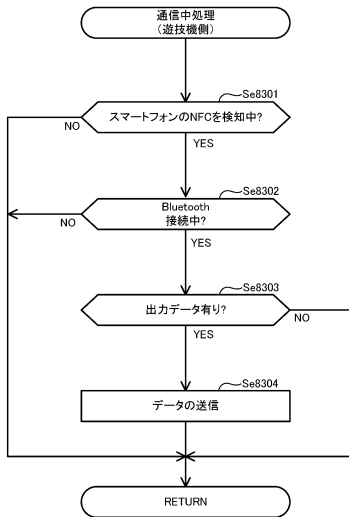 通信中処理
(遊技機側)
Se8301
スマートフォンのNFCを検知中?
NO
YES
Se8302
Bluetooth
接続中?
NO
YES
Se8303
出力データ有り?
NO
YES
Se8304
データの送信
RETURN